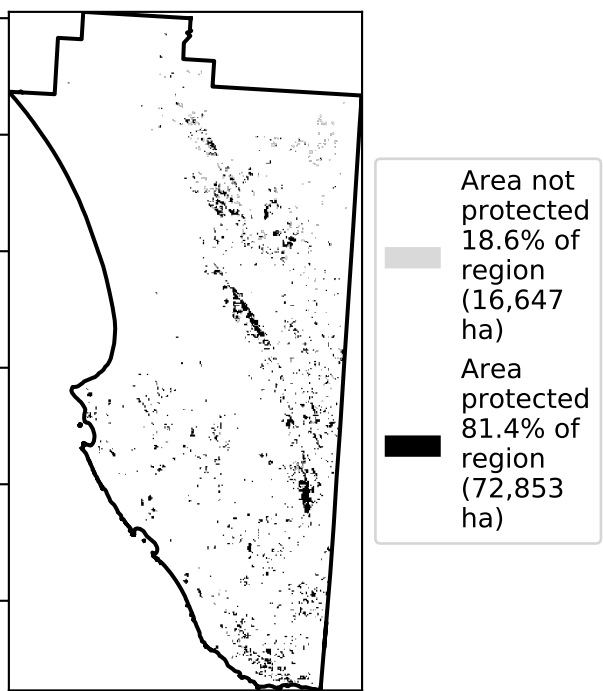 Area not
protected
18.6% of
region
(16,647
ha)
Area
protected
81.4% of
region
(72,853
ha)